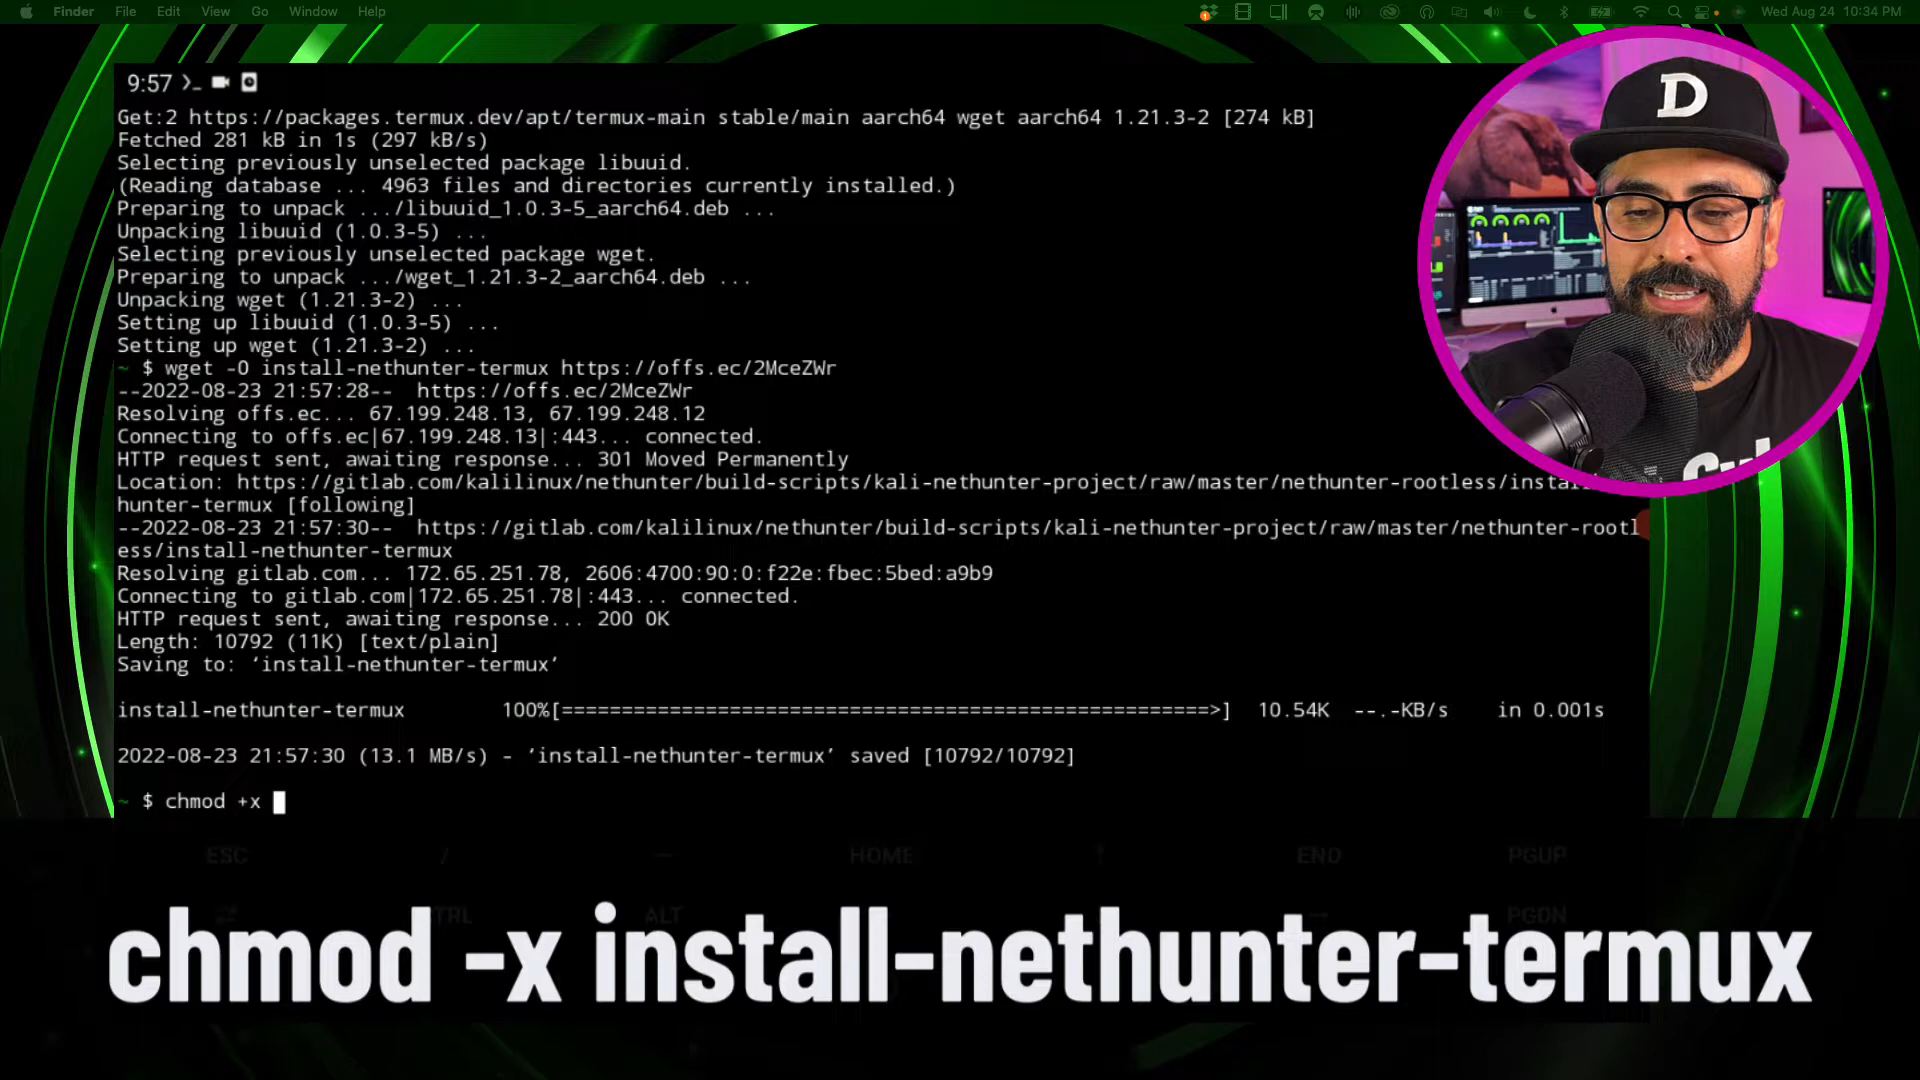 Finder File Edit View Go Window Help
Wed Aug 24 10:34 PM
9:57
Get:2 https://packages.termux.dev/apt/termux-main stable/main aarch64 wget aarch64 1.21.3-2 [274 kB]
Fetched 281 kB in 1s (297 kB/s)
Selecting previously unselected package libuuid.
(Reading database ... 4963 files and directories currently installed.)
Preparing to unpack .../libuuid_1.0.3-5_aarch64.deb ...
Unpacking libuuid (1.0.3-5) ...
Selecting previously unselected package wget.
Preparing to unpack .../wget_1.21.3-2_aarch64.deb ...
Unpacking wget (1.21.3-2) ...
Setting up libuuid (1.0.3-5) ...
Setting up wget (1.21.3-2) ...
~ $ wget -O install-nethunter-termux https://offs.ec/2MceZWr
--2022-08-23 21:57:28-- https://offs.ec/2MceZWr
Resolving offs.ec... 67.199.248.13, 67.199.248.12
Connecting to offs.ec|67.199.248.13|:443... connected.
HTTP request sent, awaiting response... 301 Moved Permanently
Location: https://gitlab.com/kalilinux/nethunter/build-scripts/kali-nethunter-project/raw/master/nethunter-rootless/insta
hunter-termux [following]
--2022-08-23 21:57:30-- https://gitlab.com/kalilinux/nethunter/build-scripts/kali-nethunter-project/raw/master/nethunter-rootl
ess/install-nethunter-termux
Resolving gitlab.com... 172.65.251.78, 2606:4700:90:0:f22e:fbec:5bed:a9b9
Connecting to gitlab.com|172.65.251.78|:443... connected.
HTTP request sent, awaiting response... 200 OK
Length: 10792 (11K) [text/plain]
Saving to: ‘install-nethunter-termux’
install-nethunter-termux 100%[======================================================>] 10.54K --.-KB/s in 0.001s
2022-08-23 21:57:30 (13.1 MB/s) - ‘install-nethunter-termux’ saved [10792/10792]
~ $ chmod +x
ESC / — HOME ↑ END PGUP
CTRL ALT → PGDN
chmod -x install-nethunter-termux
D